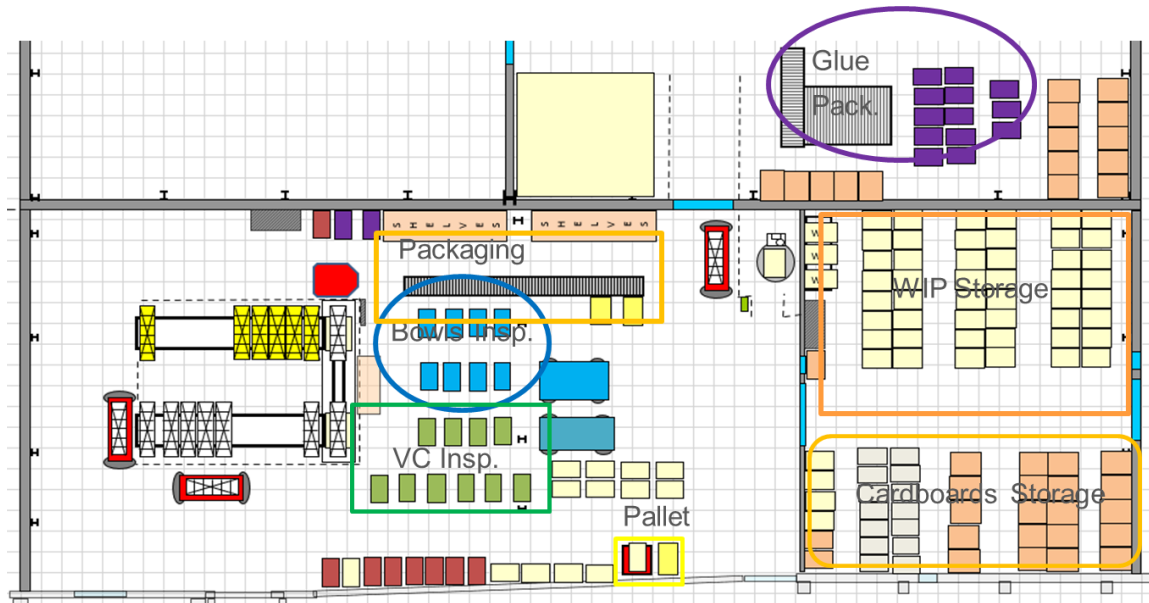 Glue
Pack.
SHELVES
SHELVES
Packaging
W
W
W
WIP Storage
Bowls Insp.
VC Insp.
Cardboards Storage
Pallet